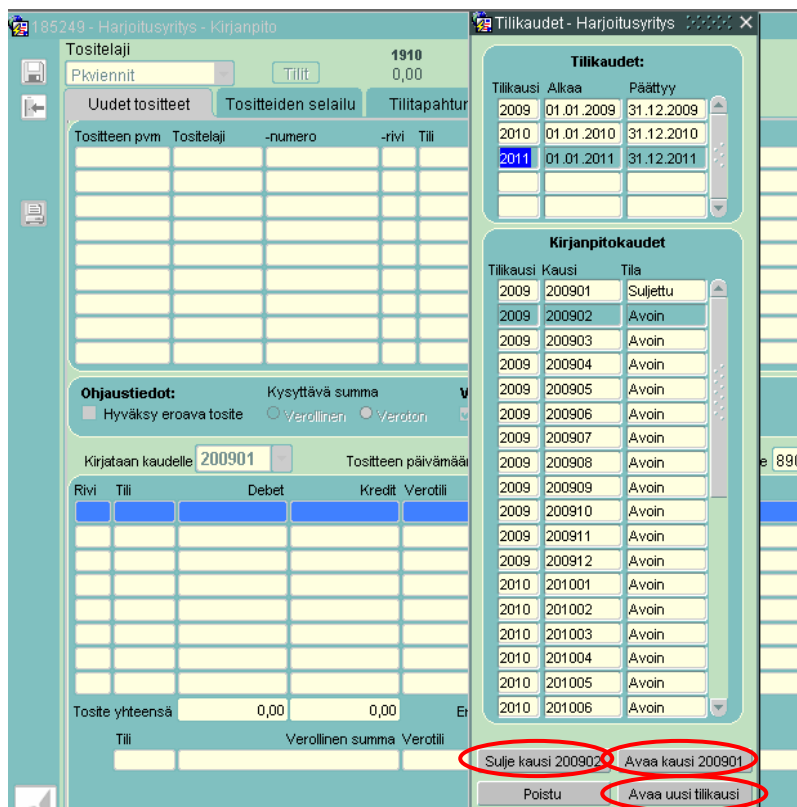 185249 - Harjoitusyritys - Kirjanpito
Tositelaji
1910
Pkviennit
Tilit
0,00
Uudet tositteet
Tositteiden selailu
Tilitapahtur
Tositteen pvm Tositelaji -numero -rivi Tili
Ohjaustiedot:
Kysyttävä summa
Hyväksy eroava tosite
Verollinen
Veroton
Kirjataan kaudelle 200901
Tositteen päivämäär
e 890
Rivi Tili Debet Kredit Verotili
Tosite yhteensä 0,00 0,00 Er
Tili Verollinen summa Verotili
Tilikaudet - Harjoitusyritys
Tilikaudet:
Tilikausi Alkaa Päättyy
2009 01.01.2009 31.12.2009
2010 01.01.2010 31.12.2010
2011 01.01.2011 31.12.2011
Kirjanpitokaudet
Tilikausi Kausi Tila
2009 200901 Suljettu
2009 200902 Avoin
2009 200903 Avoin
2009 200904 Avoin
2009 200905 Avoin
2009 200906 Avoin
2009 200907 Avoin
2009 200908 Avoin
2009 200909 Avoin
2009 200910 Avoin
2009 200911 Avoin
2009 200912 Avoin
2010 201001 Avoin
2010 201002 Avoin
2010 201003 Avoin
2010 201004 Avoin
2010 201005 Avoin
2010 201006 Avoin
Sulje kausi 200902
Avaa kausi 200901
Poistu
Avaa uusi tilikausi